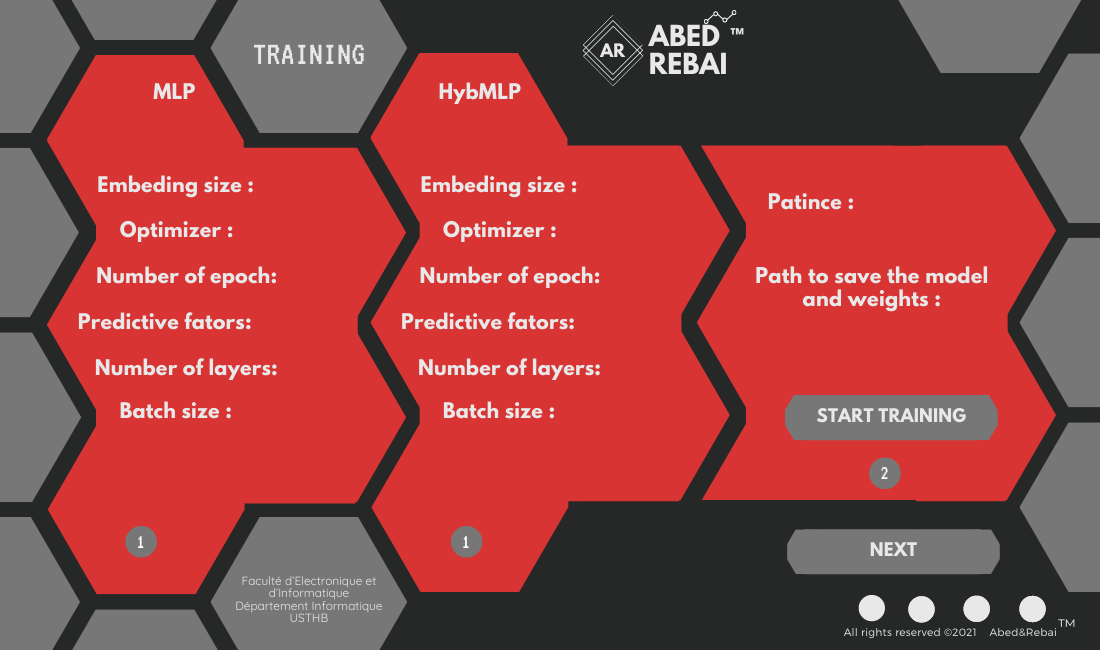 TRAINING
AR
ABED ™
REBAI
MLP
Embeding size :
Optimizer :
Number of epoch:
Predictive fators:
Number of layers:
Batch size :
1
HybMLP
Embeding size :
Optimizer :
Number of epoch:
Predictive fators:
Number of layers:
Batch size :
1
Patince :
Path to save the model
and weights :
START TRAINING
2
NEXT
Faculté d'Electronique et
d'Informatique
Département Informatique
USTHB
All rights reserved ©2021 Abed&Rebai ™